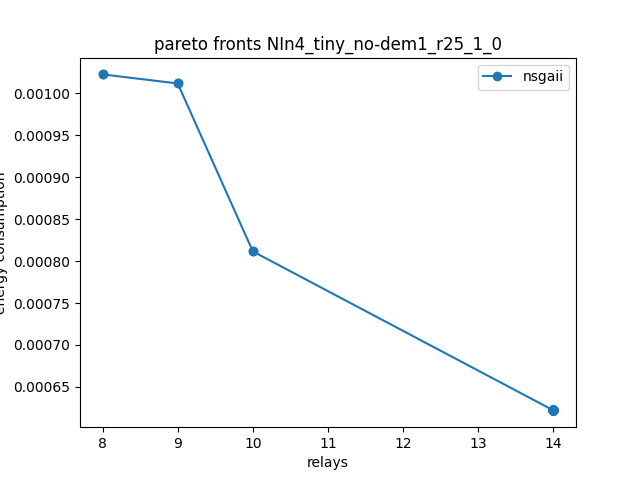 pareto fronts NIn4_tiny_no-dem1_r25_1_0
nsgaii
0.00100
0.00095
0.00090
0.00085
0.00080
0.00075
0.00070
0.00065
energy consumption
8 9 10 11 12 13 14
relays